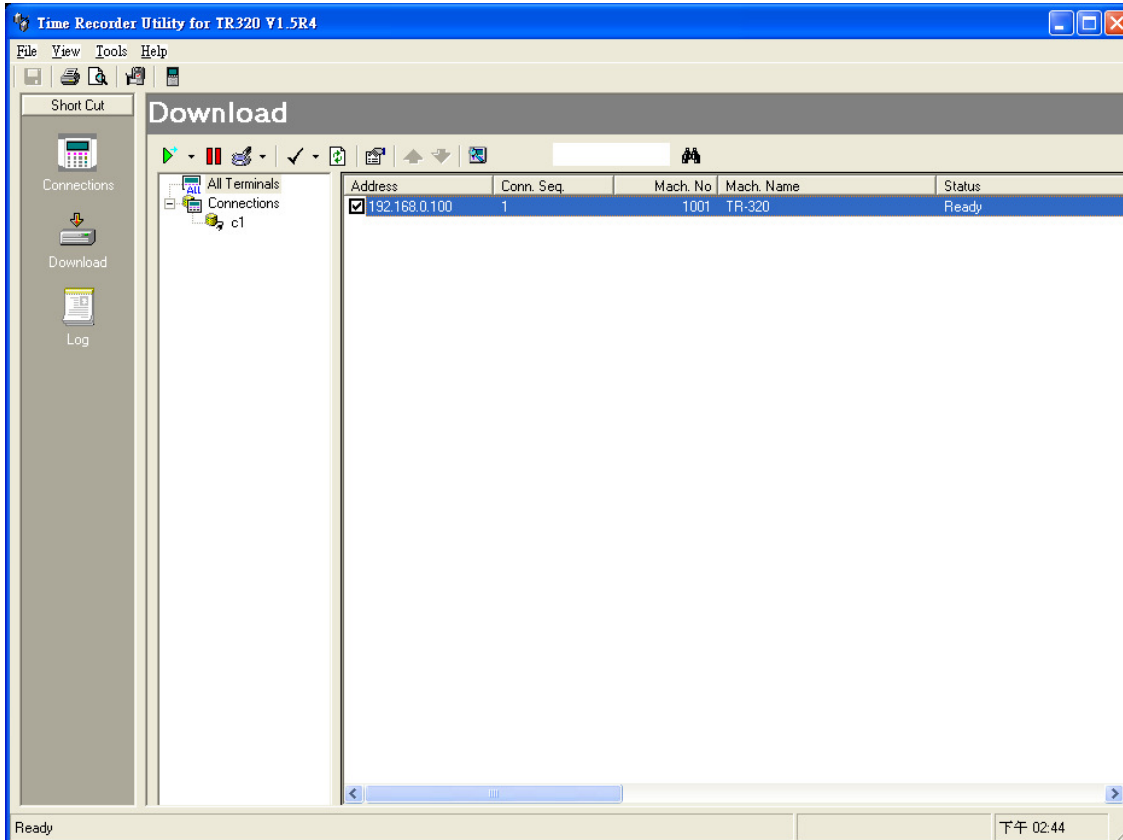 Time Recorder Utility for TR320 V1.5R4
File View Tools Help
Short Cut
Connections
Download
Log
Download
All Terminals
Connections
c1
Address Conn. Seq. Mach. No Mach. Name Status
192.168.0.100 1 1001 TR-320 Ready
Ready
下午 02:44